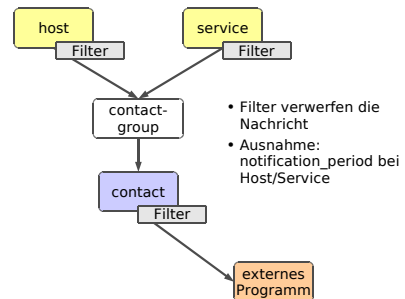 host
service
Filter
Filter
contact-
group
• Filter verwerfen die
Nachricht
• Ausnahme:
notification_period bei
Host/Service
contact
Filter
externes
Programm